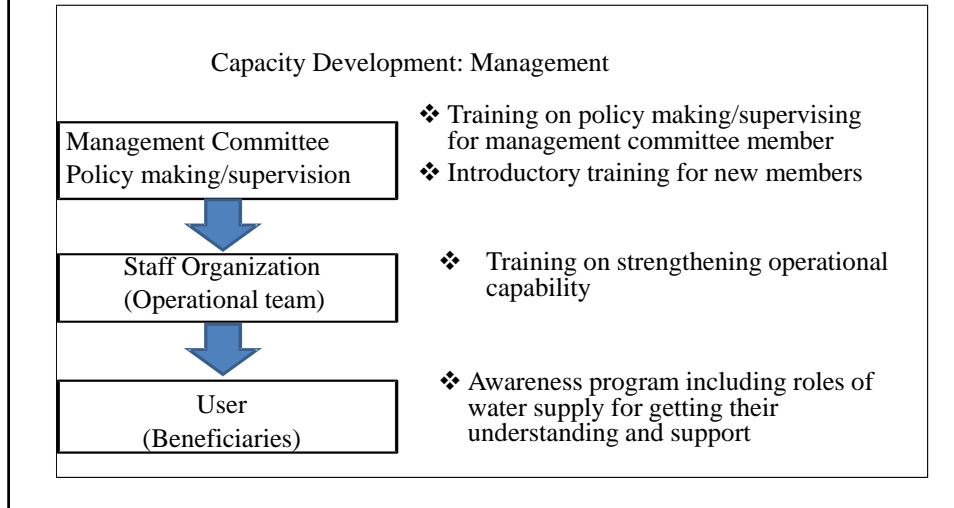 Capacity Development: Management
Management Committee
Policy making/supervision
❖ Training on policy making/supervising
for management committee member
❖ Introductory training for new members
Staff Organization
(Operational team)
❖ Training on strengthening operational
capability
User
(Beneficiaries)
❖ Awareness program including roles of
water supply for getting their
understanding and support